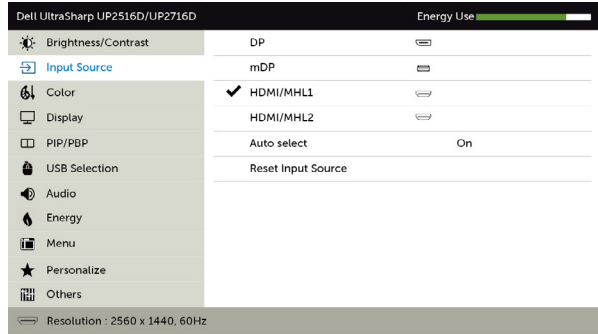 Dell UltraSharp UP2516D/UP2716D Energy Use
Brightness/Contrast DP
Input Source mDP
Color HDMI/MHL1
Display HDMI/MHL2
PIP/PBP Auto select On
USB Selection Reset Input Source
Audio
Energy
Menu
Personalize
Others
Resolution : 2560 x 1440, 60Hz